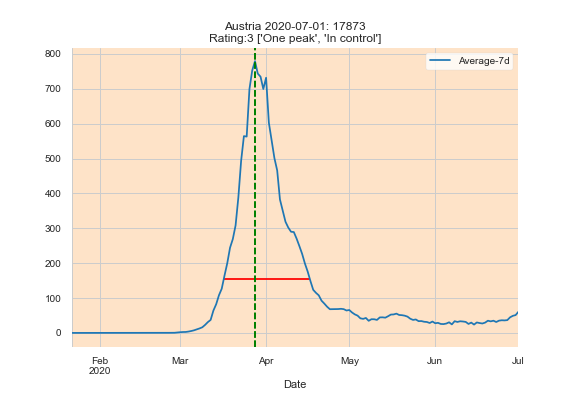 Austria 2020-07-01: 17873
Rating:3 ['One peak', 'In control']
Average-7d
800
700
600
500
400
300
200
100
0
Feb Mar Apr May Jun Jul
2020
Date